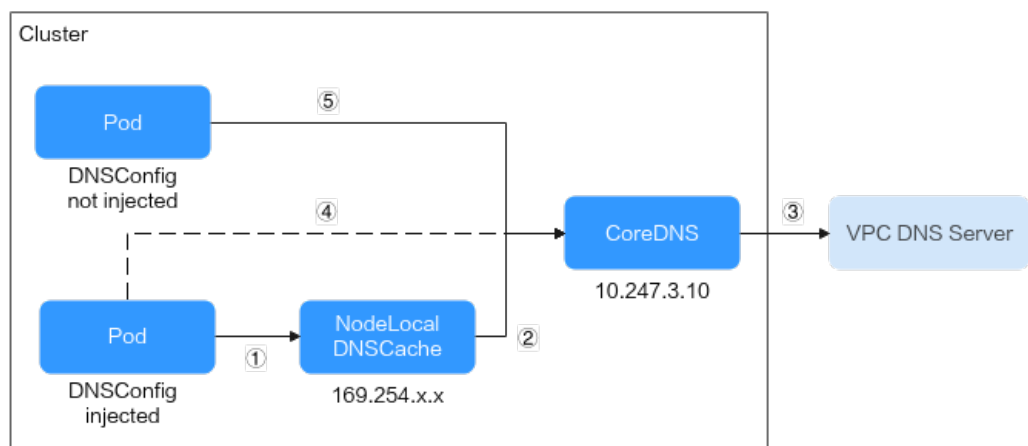 Cluster
Pod
⑤
DNSConfig
not injected
④
CoreDNS
③
VPC DNS Server
10.247.3.10
Pod
①
NodeLocal
DNSCache
②
DNSConfig
injected
169.254.x.x